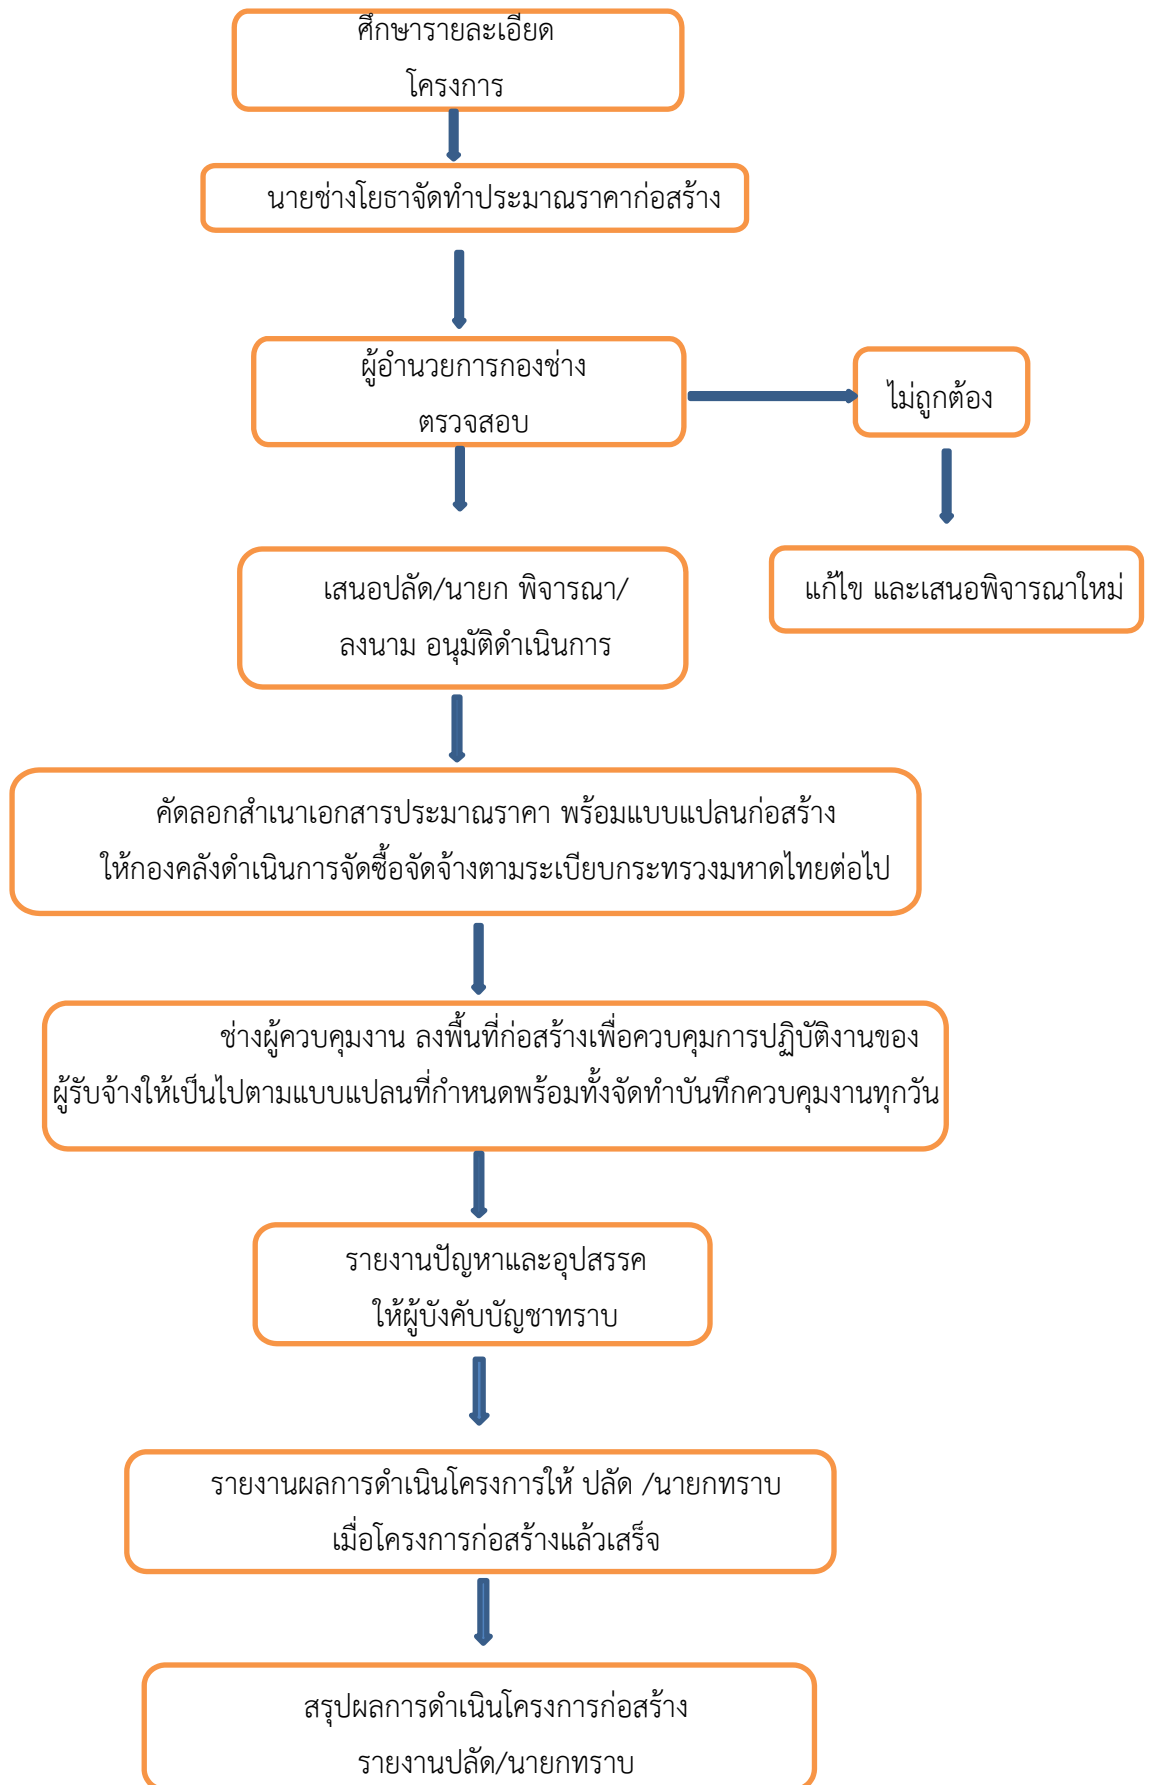 ศึกษารายละเอียด
โครงการ
นายช่างโยธาจัดทำประมาณราคาก่อสร้าง
ผู้อำนวยการกองช่าง
ตรวจสอบ
ไม่ถูกต้อง
เสนอปลัด/นายก พิจารณา/
ลงนาม อนุมัติดำเนินการ
แก้ไข และเสนอพิจารณาใหม่
คัดลอกสำเนาเอกสารประมาณราคา พร้อมแบบแปลนก่อสร้าง
ให้กองคลังดำเนินการจัดซื้อจัดจ้างตามระเบียบกระทรวงมหาดไทยต่อไป
ช่างผู้ควบคุมงาน ลงพื้นที่ก่อสร้างเพื่อควบคุมการปฏิบัติงานของ
ผู้รับจ้างให้เป็นไปตามแบบแปลนที่กำหนดพร้อมทั้งจัดทำบันทึกควบคุมงานทุกวัน
รายงานปัญหาและอุปสรรค
ให้ผู้บังคับบัญชาทราบ
รายงานผลการดำเนินโครงการให้ ปลัด /นายกทราบ
เมื่อโครงการก่อสร้างแล้วเสร็จ
สรุปผลการดำเนินโครงการก่อสร้าง
รายงานปลัด/นายกทราบ